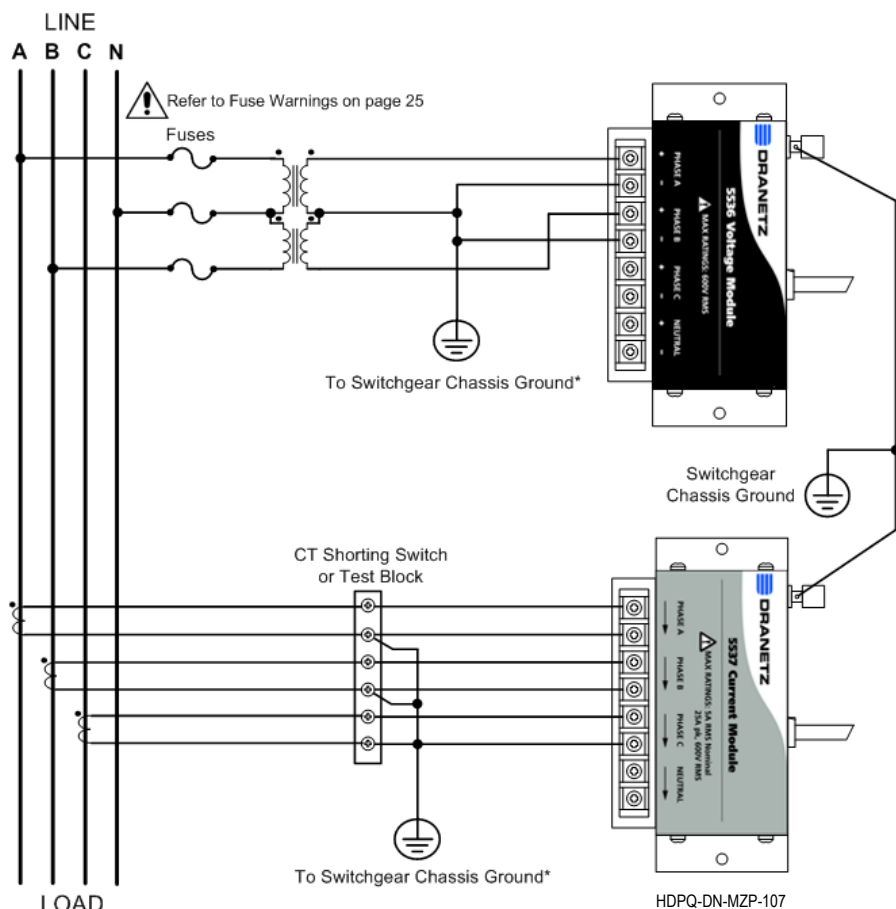 LINE
A B C N
Refer to Fuse Warnings on page 25
Fuses
To Switchgear Chassis Ground*
+ PHASE A -
+ PHASE B -
+ PHASE C -
+ NEUTRAL -
MAX RATINGS: 600V RMS
5536 Voltage Module
DRANETZ
Switchgear
Chassis Ground
CT Shorting Switch
or Test Block
PHASE A
PHASE B
PHASE C
NEUTRAL
MAX RATINGS: 5A RMS Nominal
25A pk, 600V RMS
5537 Current Module
DRANETZ
To Switchgear Chassis Ground*
LOAD
HDPQ-DN-MZP-107